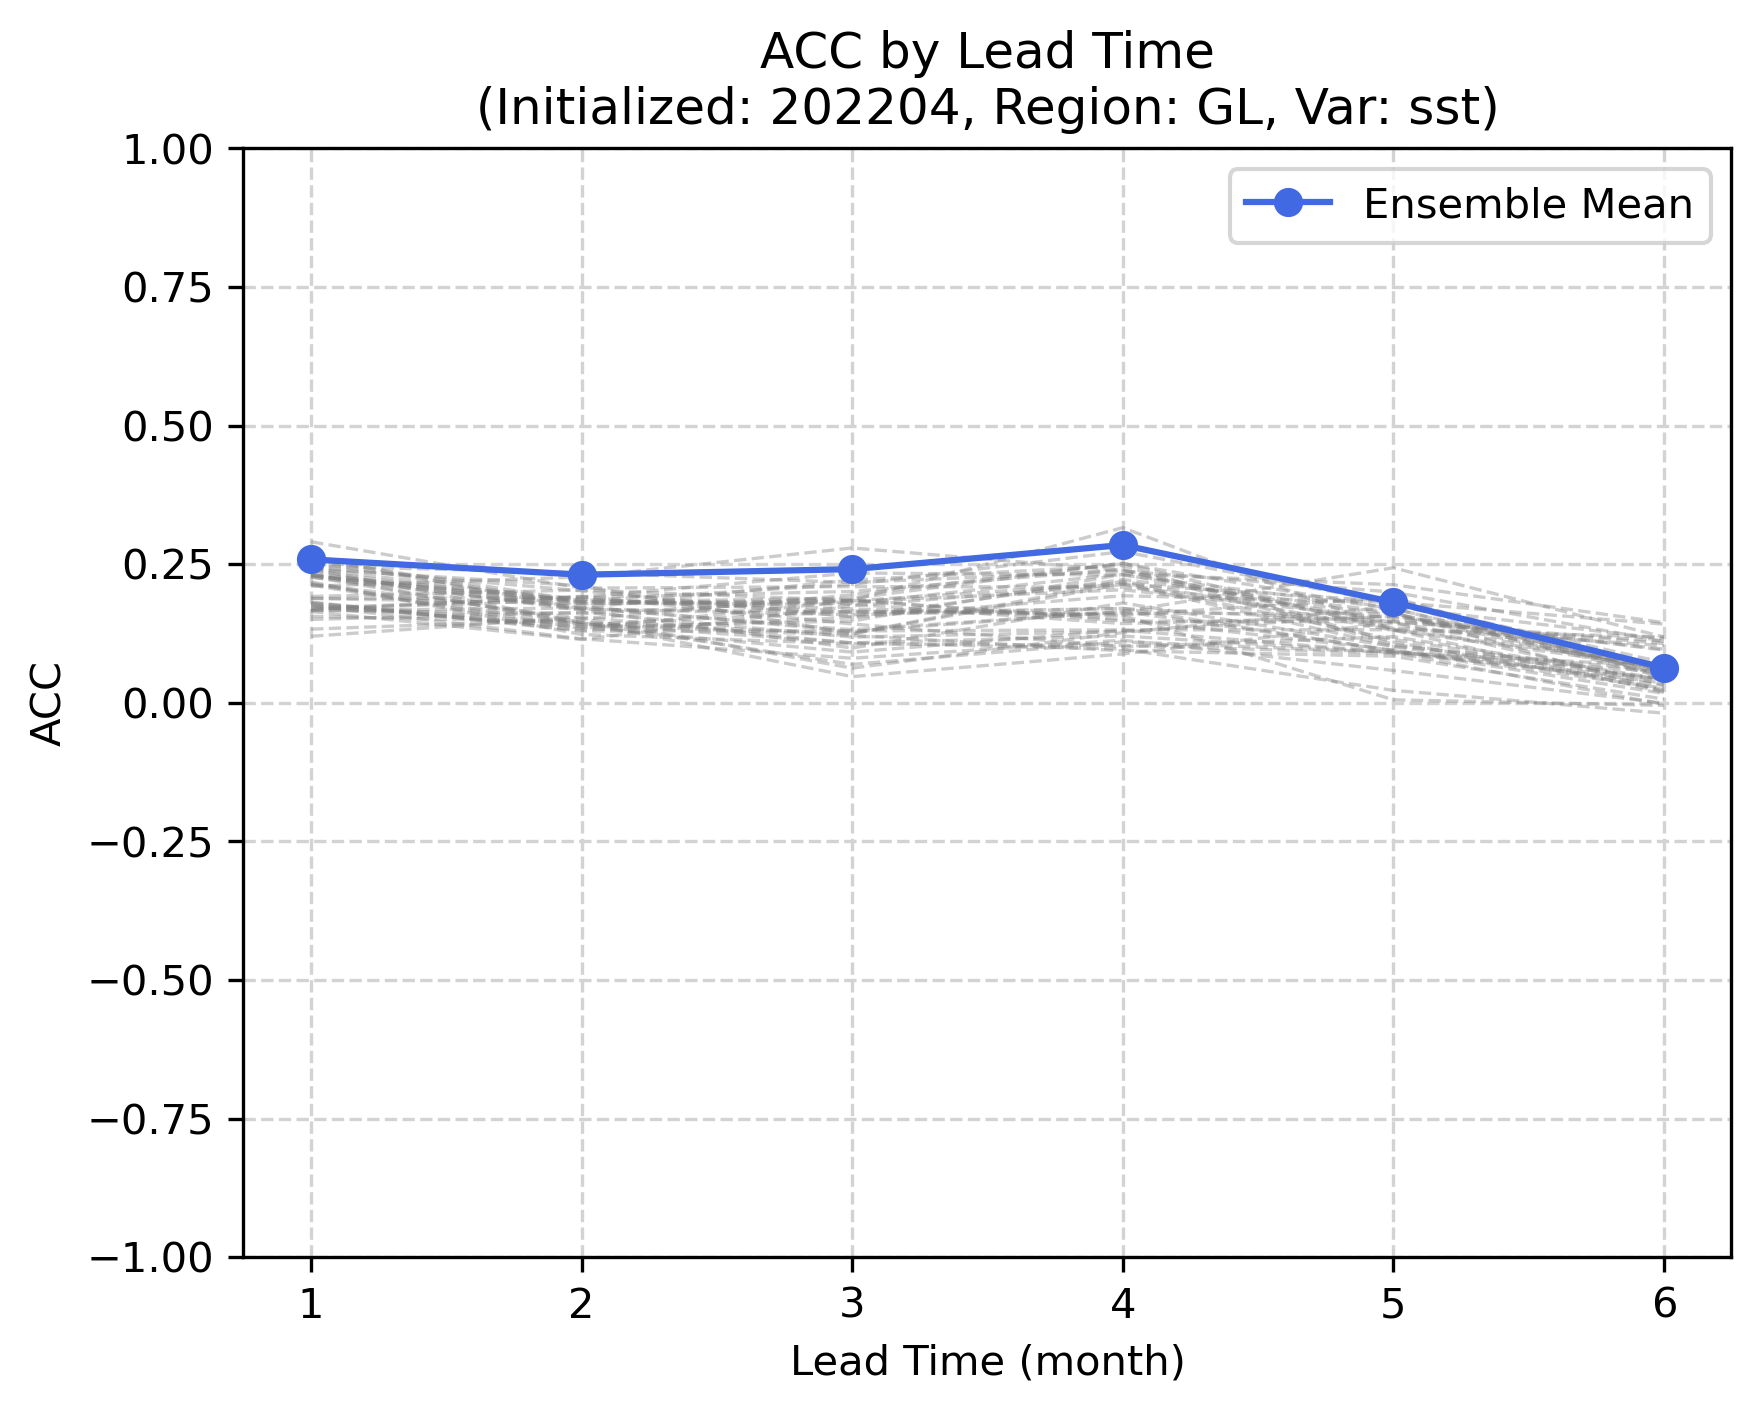 ACC by Lead Time
(Initialized: 202204, Region: GL, Var: sst)
Ensemble Mean
1.00
0.75
0.50
0.25
0.00
−0.25
−0.50
−0.75
−1.00
ACC
1 2 3 4 5 6
Lead Time (month)